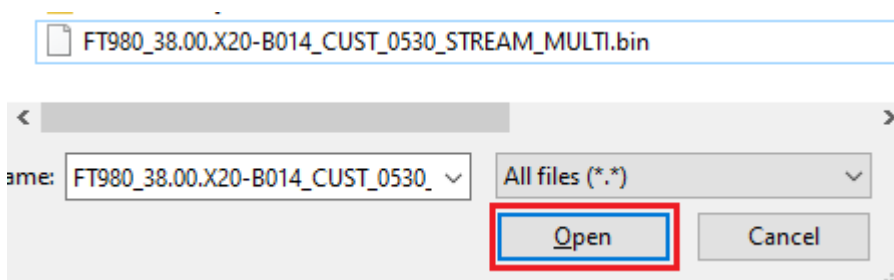 FT980_38.00.X20-B014_CUST_0530_STREAM_MULTI.bin
ame: FT980_38.00.X20-B014_CUST_0530_ All files (*.*)
Open Cancel